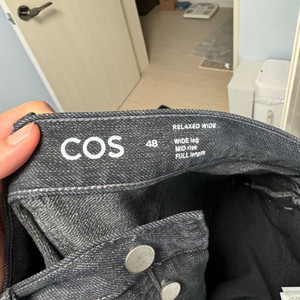 COS 48
RELAXED WIDE
WIDE leg
MID rise
FULL length